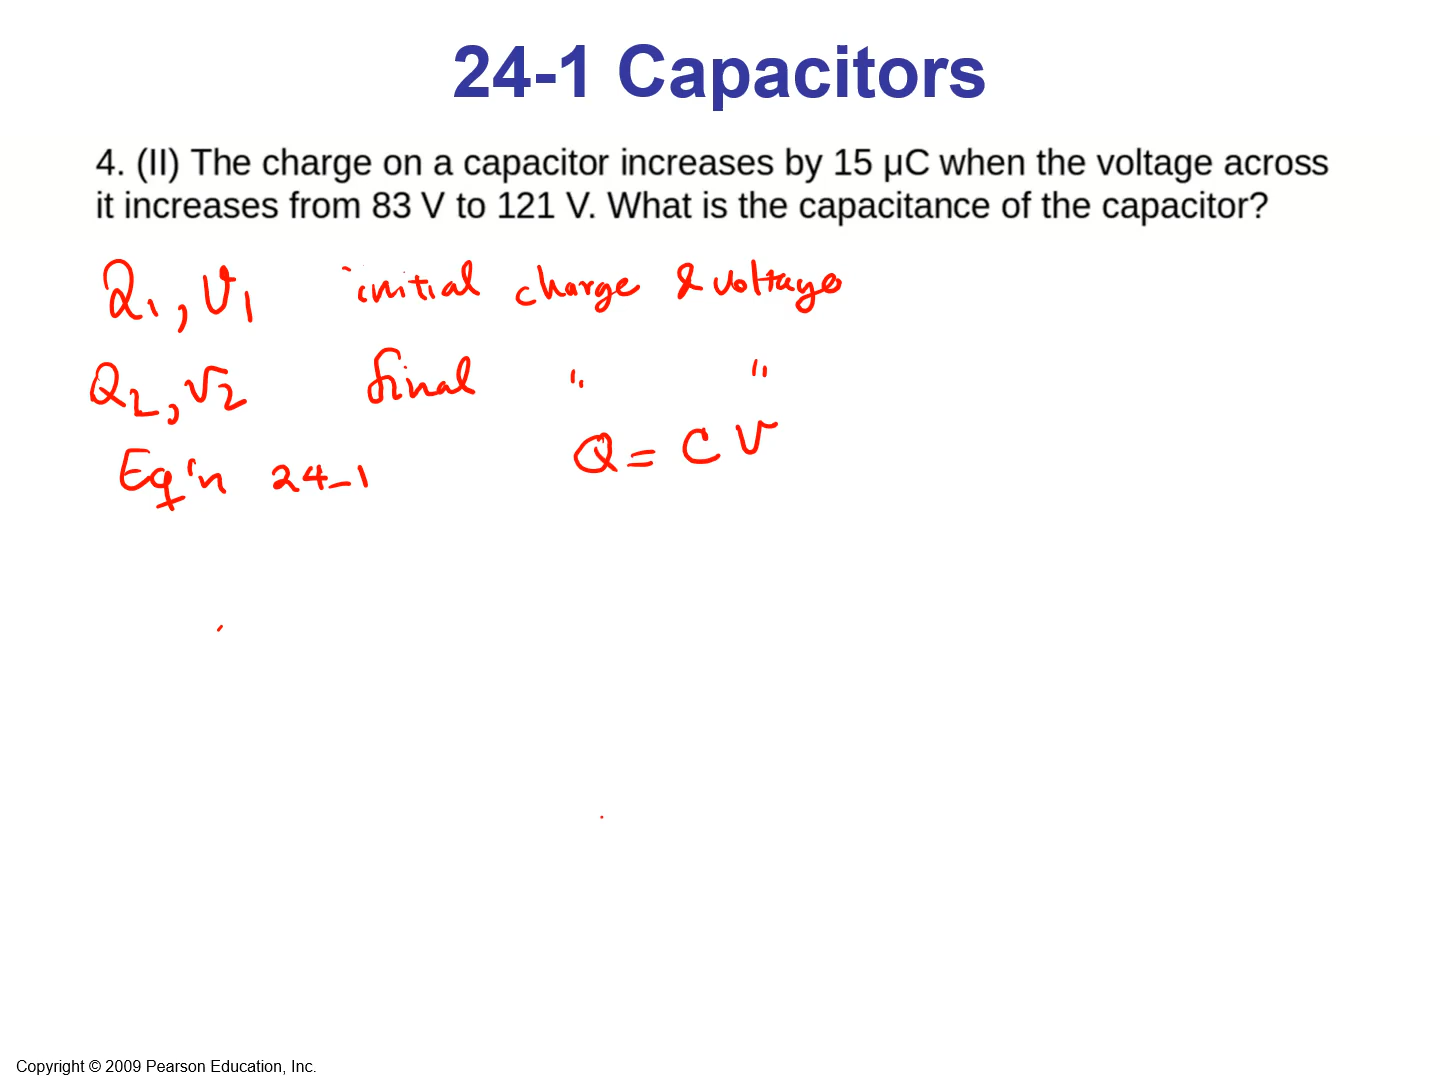 24-1 Capacitors
4. (II) The charge on a capacitor increases by 15 μC when the voltage across
it increases from 83 V to 121 V. What is the capacitance of the capacitor?
Q1, V1 initial charge & voltage
Q2, V2 final " "
Eq'n 24-1 Q = CV
Copyright © 2009 Pearson Education, Inc.